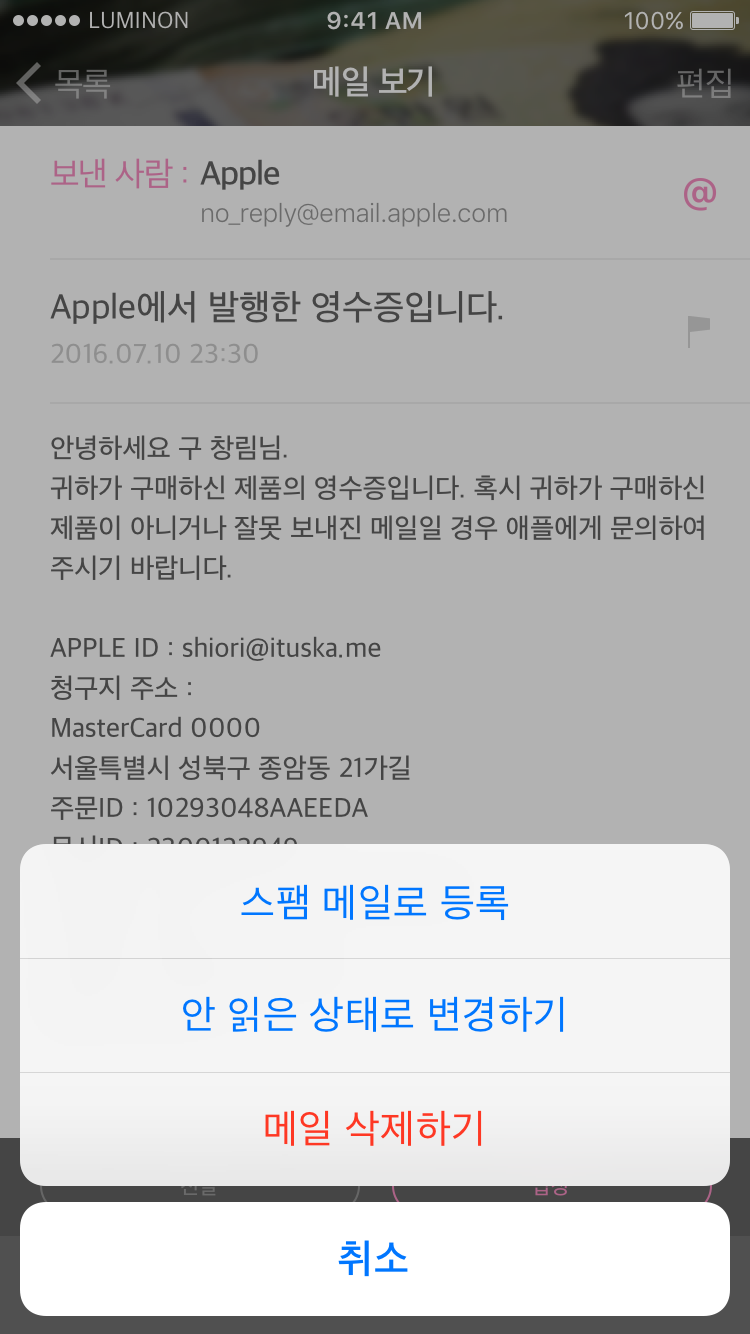 LUMINON 9:41 AM 100%
목록 메일 보기 편집
보낸 사람 : Apple @
no_reply@email.apple.com
Apple에서 발행한 영수증입니다.
2016.07.10 23:30
안녕하세요 구 창림님.
귀하가 구매하신 제품의 영수증입니다. 혹시 귀하가 구매하신
제품이 아니거나 잘못 보내진 메일일 경우 애플에게 문의하여
주시기 바랍니다.
APPLE ID : shiori@ituska.me
청구지 주소 :
MasterCard 0000
서울특별시 성북구 종암동 21가길
주문ID : 10293048AAEEDA
스팸 메일로 등록
안 읽은 상태로 변경하기
메일 삭제하기
취소